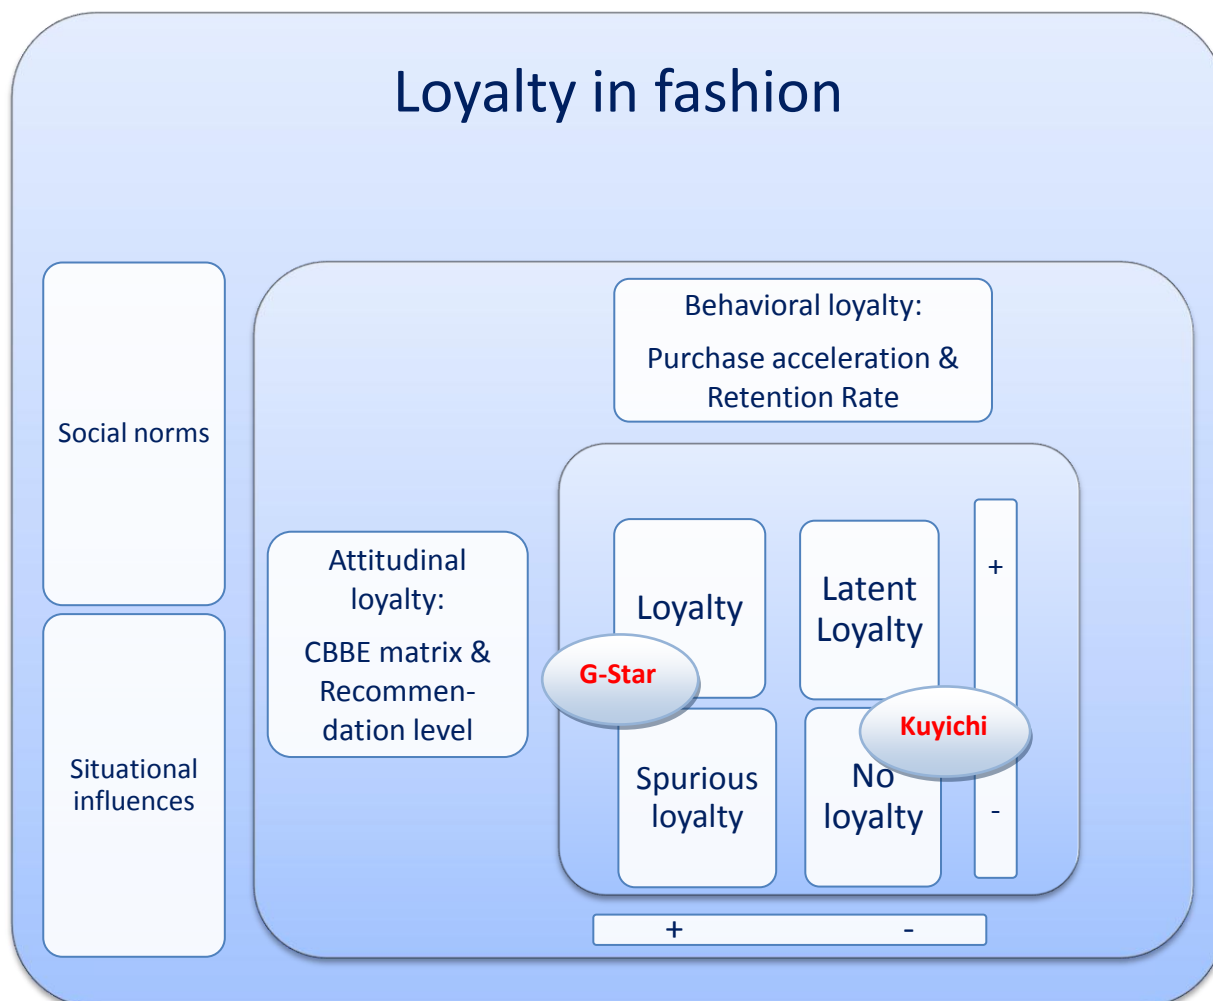 Loyalty in fashion
Social norms
Situational
influences
Behavioral loyalty:
Purchase acceleration &
Retention Rate
Attitudinal
loyalty:
CBBE matrix &
Recommen-
dation level
Loyalty
Latent
Loyalty
+
G-Star
Kuyichi
Spurious
loyalty
No
loyalty
-
+ -